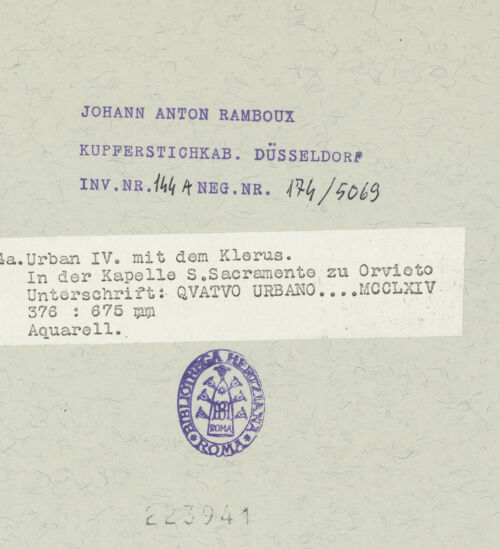 JOHANN ANTON RAMBOUX
KUPFERSTICHKAB. DÜSSELDORF
INV.NR. 144 A NEG.NR. 174/5069
4a. Urban IV. mit dem Klerus.
In der Kapelle S.Sacramente zu Orvieto
Unterschrift: QVATVO URBANO....MCCLXIV
376 : 675 mm
Aquarell.
BIBLIOTHECA HERTZIANA
ROMA
ROMA
223941